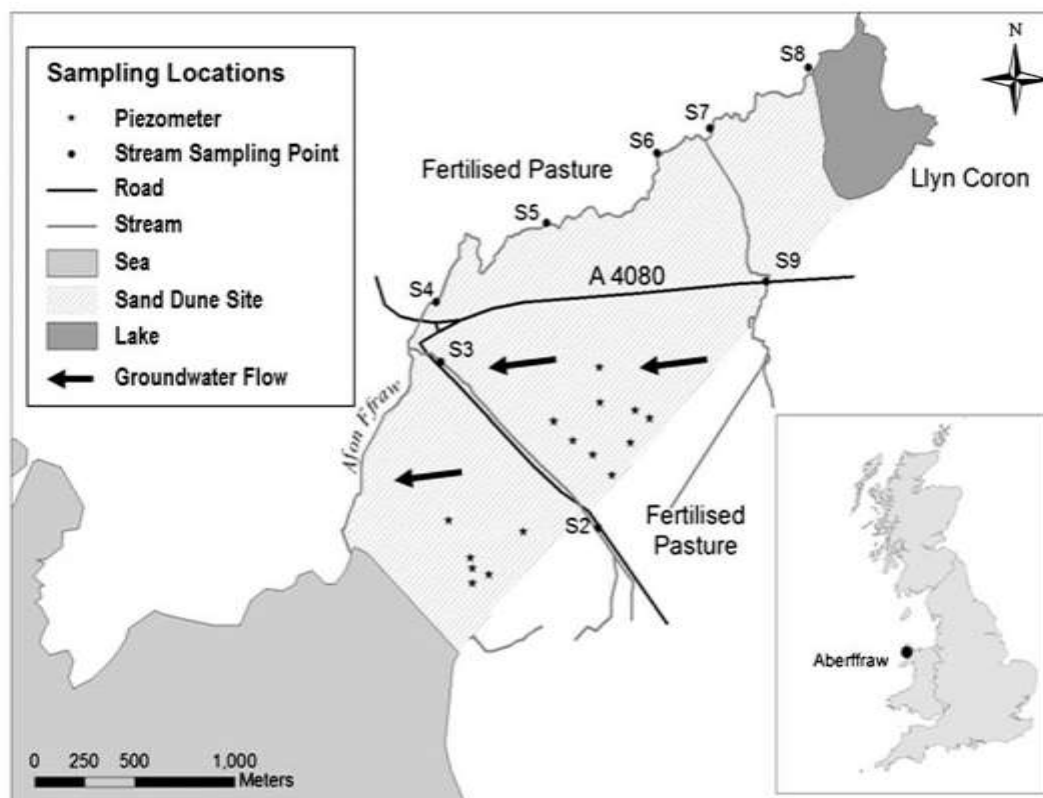 Sampling Locations
Piezometer
Stream Sampling Point
Road
Stream
Sea
Sand Dune Site
Lake
Groundwater Flow
N
S8
S7
S6
Fertilised Pasture
Llyn Coron
S5
S9
A 4080
S4
S3
Afon Ffraw
Fertilised
Pasture
S2
Aberffraw
0 250 500 1,000
Meters